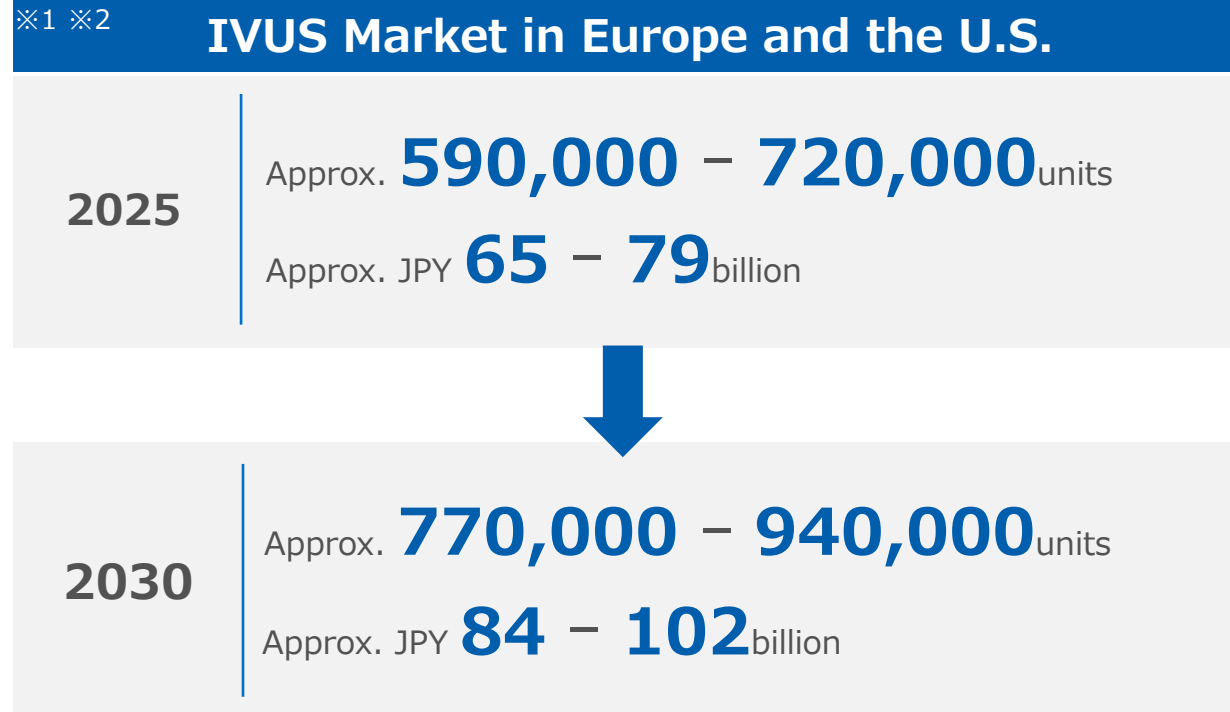 ※1 ※2
IVUS Market in Europe and the U.S.
2025
Approx. 590,000 – 720,000units
Approx. JPY 65 – 79billion
2030
Approx. 770,000 – 940,000units
Approx. JPY 84 – 102billion